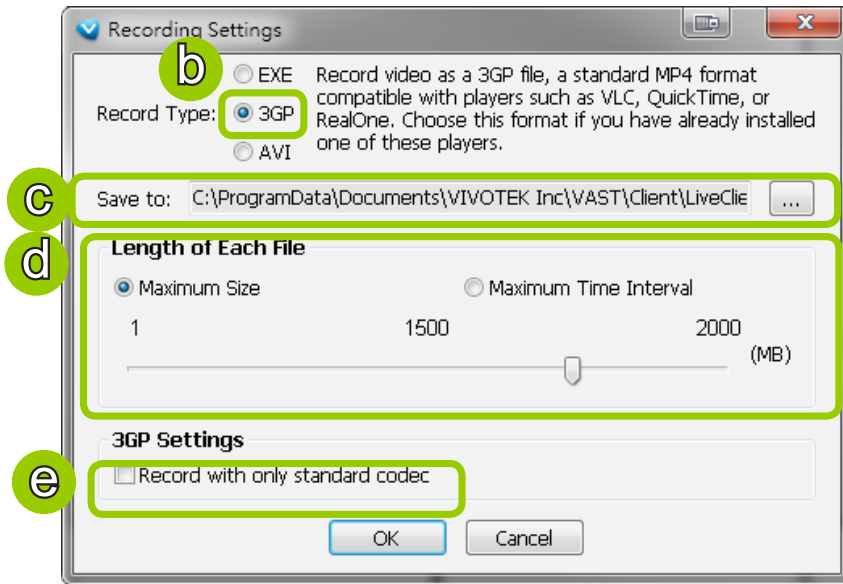 Recording Settings
b
EXE
Record Type:
3GP
AVI
Record video as a 3GP file, a standard MP4 format
compatible with players such as VLC, QuickTime, or
RealOne. Choose this format if you have already installed
one of these players.
c
Save to: C:\ProgramData\Documents\VIVOTEK Inc\VAST\Client\LiveClie ...
d
Length of Each File
Maximum Size Maximum Time Interval
1 1500 2000
(MB)
3GP Settings
e
Record with only standard codec
OK Cancel